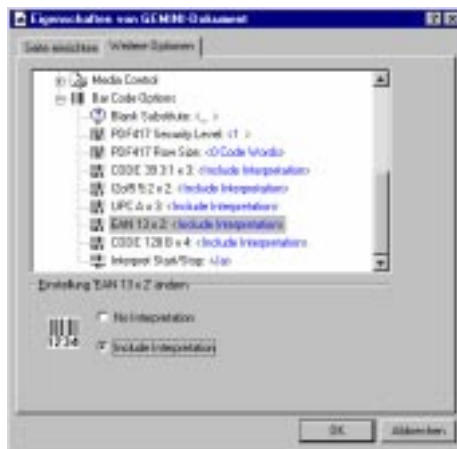 Eigenschaften von GEMINI-Dokument
Seite einrichten Weitere Optionen
Media Control
Bar Code Options
Blank Substitute: <_ >
PDF417 Security Level: <1 >
PDF417 Row Size: <0 Code Words>
CODE 39 3.1 x 3: <Include Interpretation>
I2of5 5:2 x 2: <Include Interpretation>
UPC A x 3: <Include Interpretation>
EAN 13 x 2: <Include Interpretation>
CODE 128 B x 4: <Include Interpretation>
Interpret Start/Stop: <Ja>
Einstellung 'EAN 13 x 2' ändern
No Interpretation
1234
Include Interpretation
OK Abbrechen